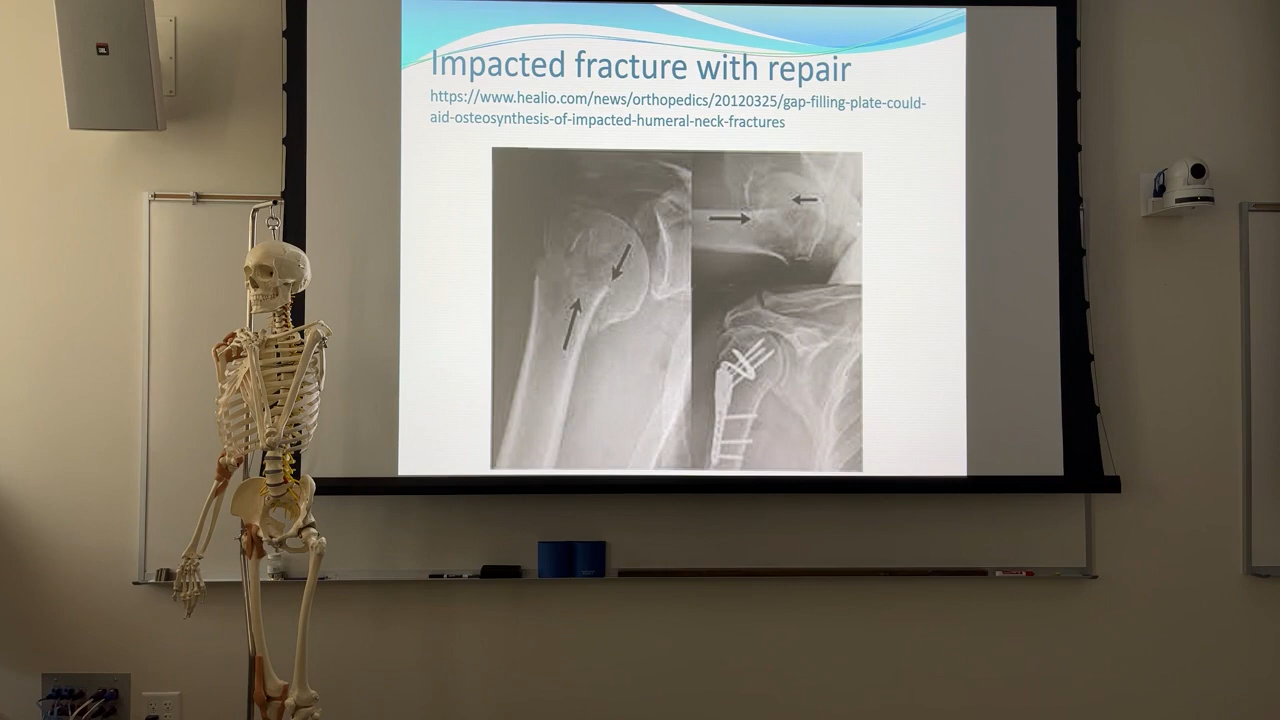 Impacted fracture with repair
https://www.healio.com/news/orthopedics/20120325/gap-filling-plate-could-
aid-osteosynthesis-of-impacted-humeral-neck-fractures